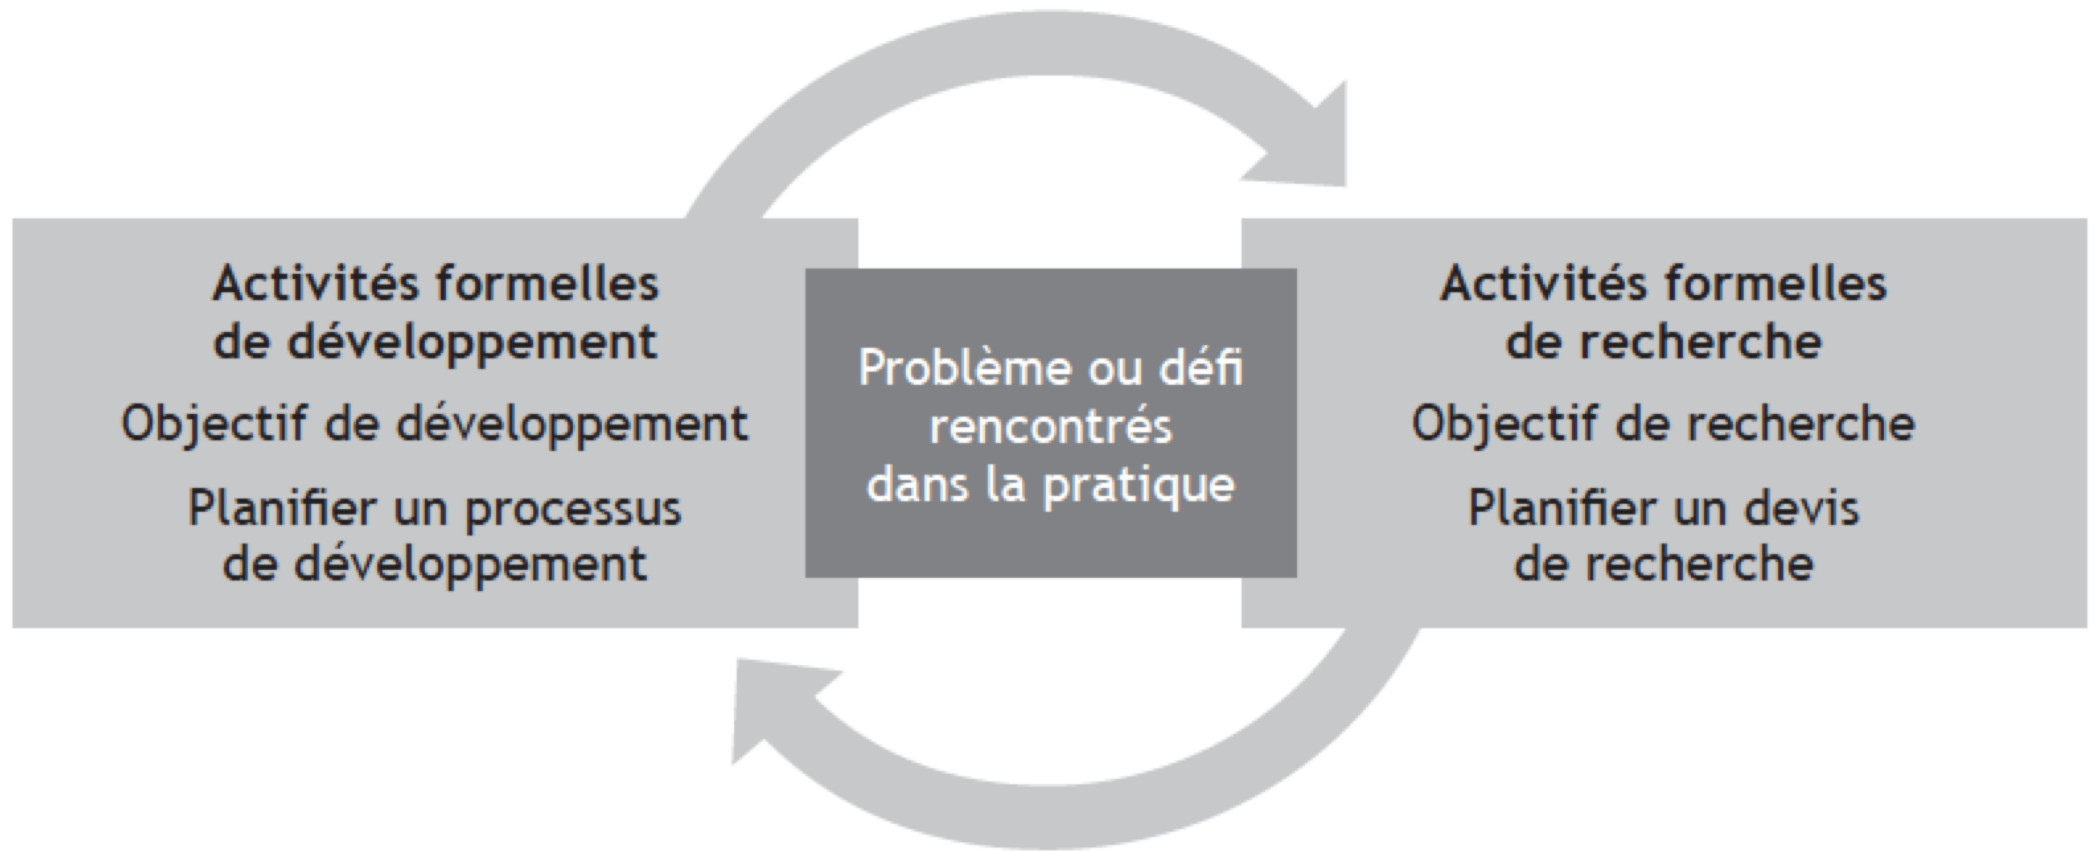 Activités formelles
de développement
Objectif de développement
Planifier un processus
de développement
Problème ou défi
rencontrés
dans la pratique
Activités formelles
de recherche
Objectif de recherche
Planifier un devis
de recherche